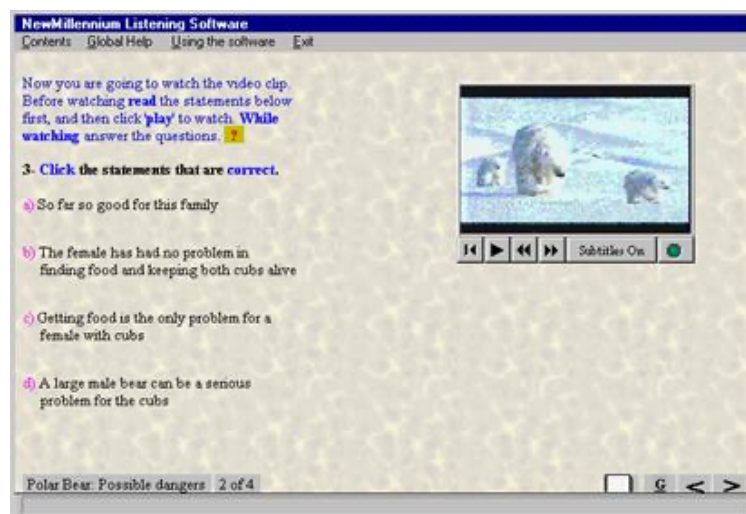 NewMillennium Listening Software
Contents Global Help Using the software Exit
Now you are going to watch the video clip.
Before watching read the statements below
first, and then click 'play' to watch. While
watching answer the questions. ?
3- Click the statements that are correct.
a) So far so good for this family
b) The female has had no problem in
finding food and keeping both cubs alive
c) Getting food is the only problem for a
female with cubs
d) A large male bear can be a serious
problem for the cubs
Subtitles On
Polar Bear: Possible dangers 2 of 4
G < >